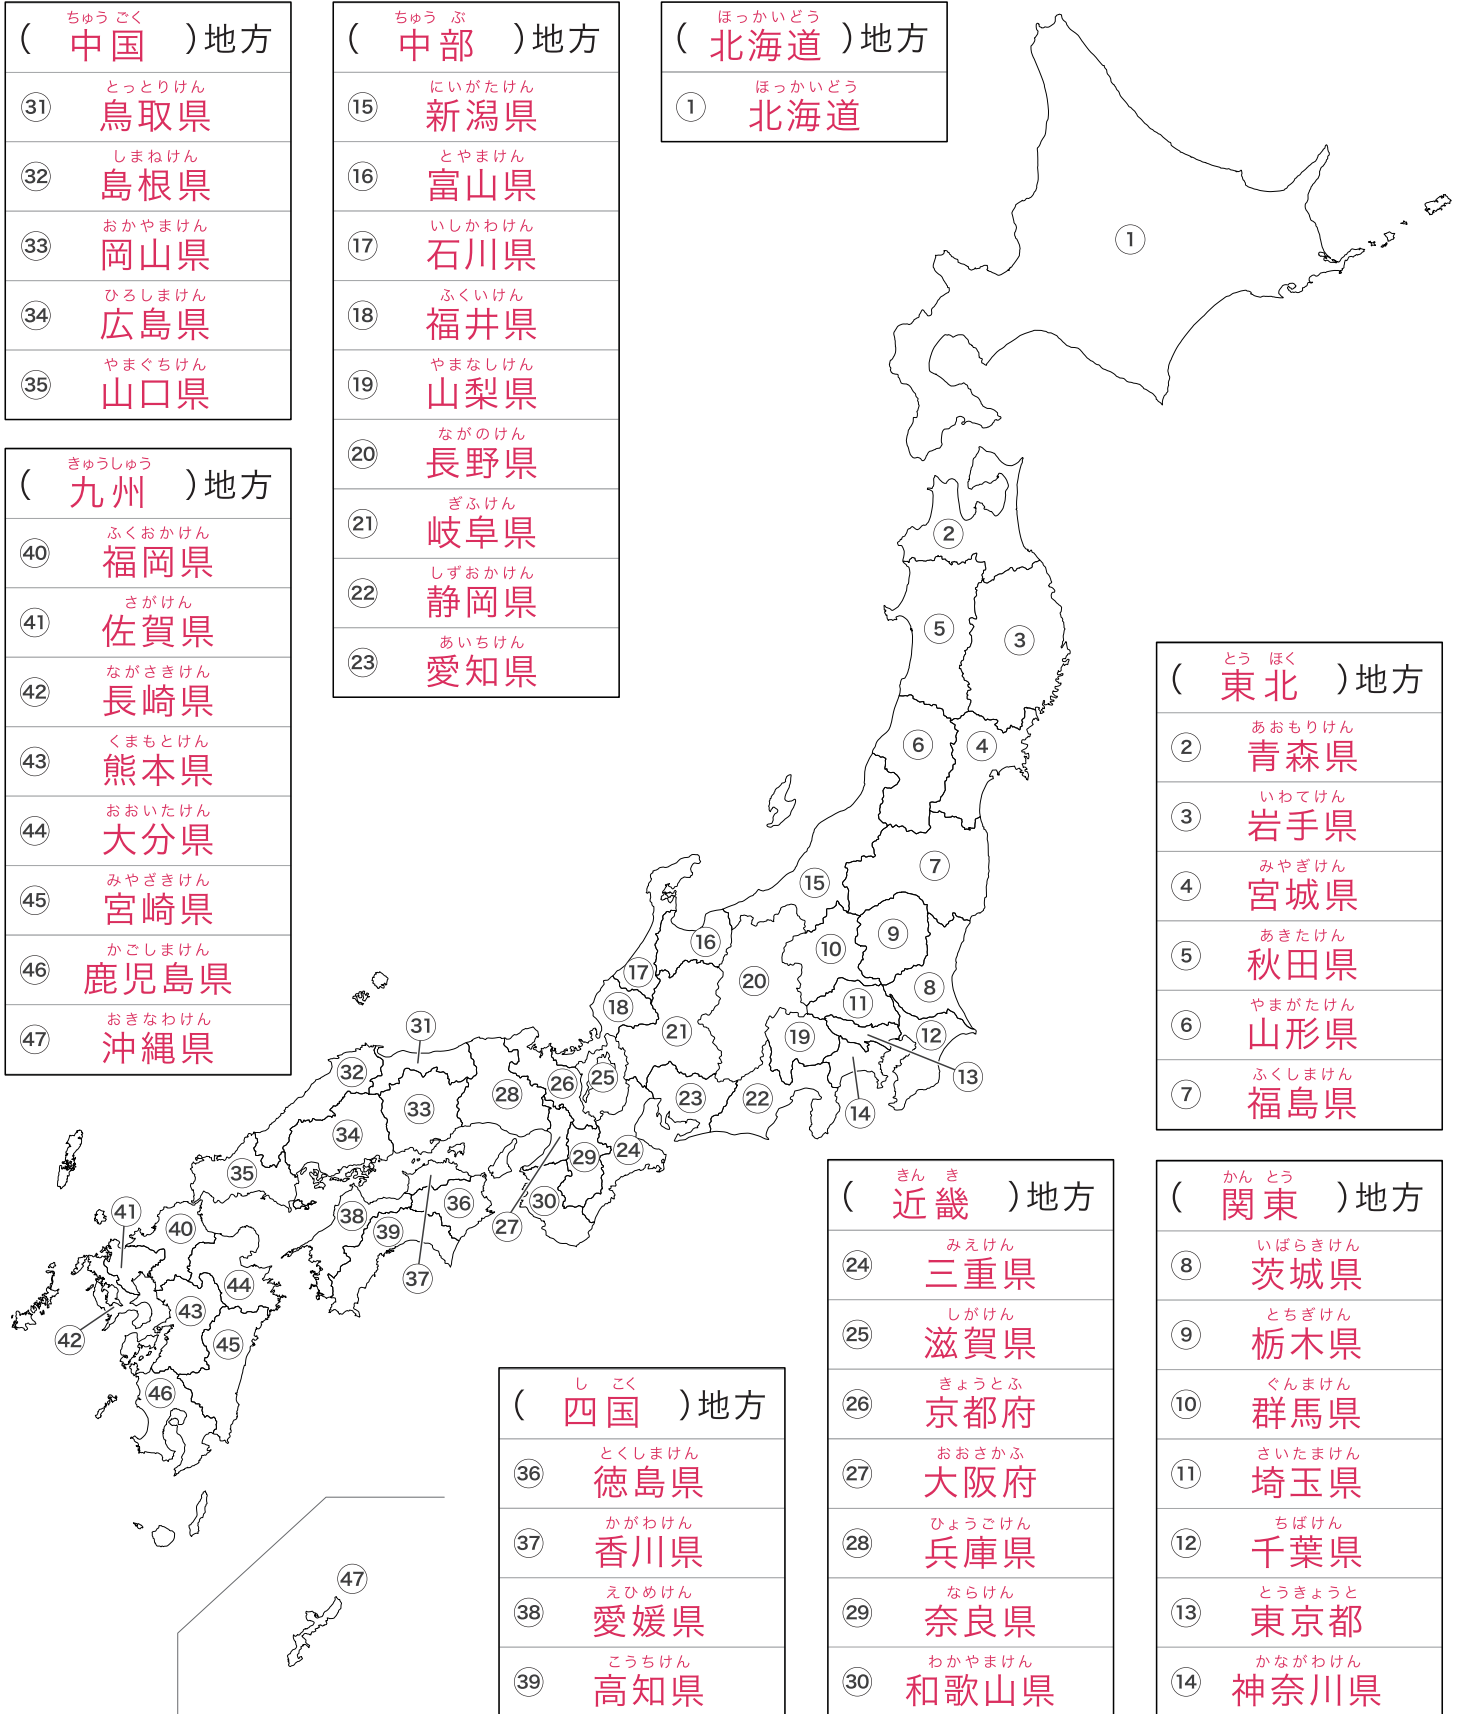 ちゅう ごく
( 中国 )地方
とっとりけん
㉛ 鳥取県
しまねけん
㉜ 島根県
おかやまけん
㉝ 岡山県
ひろしまけん
㉞ 広島県
やまぐちけん
㉟ 山口県
きゅうしゅう
( 九州 )地方
ふくおかけん
㊵ 福岡県
さがけん
㊶ 佐賀県
ながさきけん
㊷ 長崎県
くまもとけん
㊸ 熊本県
おおいたけん
㊹ 大分県
みやざきけん
㊺ 宮崎県
かごしまけん
㊻ 鹿児島県
おきなわけん
㊼ 沖縄県
ちゅう ぶ
( 中部 )地方
にいがたけん
⑮ 新潟県
とやまけん
⑯ 富山県
いしかわけん
⑰ 石川県
ふくいけん
⑱ 福井県
やまなしけん
⑲ 山梨県
ながのけん
⑳ 長野県
ぎふけん
㉑ 岐阜県
しずおかけん
㉒ 静岡県
あいちけん
㉓ 愛知県
ほっかいどう
( 北海道 )地方
ほっかいどう
① 北海道
①
②
⑤
③
⑥
④
⑦
⑮
⑨
⑯
⑩
⑰
⑳
⑧
⑱
⑪
㉛
㉑
⑲
⑫
㉜
㉖
㉕
⑬
㉘
㉓
㉒
㉝
⑭
㉞
㉙
㉔
㉟
㊱
㉚
㊶
㊵
㊳
㉗
㊴
㊲
㊹
㊸
㊷
㊺
㊻
㊼
とう ほく
( 東北 )地方
あおもりけん
② 青森県
いわてけん
③ 岩手県
みやぎけん
④ 宮城県
あきたけん
⑤ 秋田県
やまがたけん
⑥ 山形県
ふくしまけん
⑦ 福島県
し こく
( 四国 )地方
とくしまけん
㊱ 徳島県
かがわけん
㊲ 香川県
えひめけん
㊳ 愛媛県
こうちけん
㊴ 高知県
きん き
( 近畿 )地方
みえけん
㉔ 三重県
しがけん
㉕ 滋賀県
きょうとふ
㉖ 京都府
おおさかふ
㉗ 大阪府
ひょうごけん
㉘ 兵庫県
ならけん
㉙ 奈良県
わかやまけん
㉚ 和歌山県
かん とう
( 関東 )地方
いばらきけん
⑧ 茨城県
とちぎけん
⑨ 栃木県
ぐんまけん
⑩ 群馬県
さいたまけん
⑪ 埼玉県
ちばけん
⑫ 千葉県
とうきょうと
⑬ 東京都
かながわけん
⑭ 神奈川県